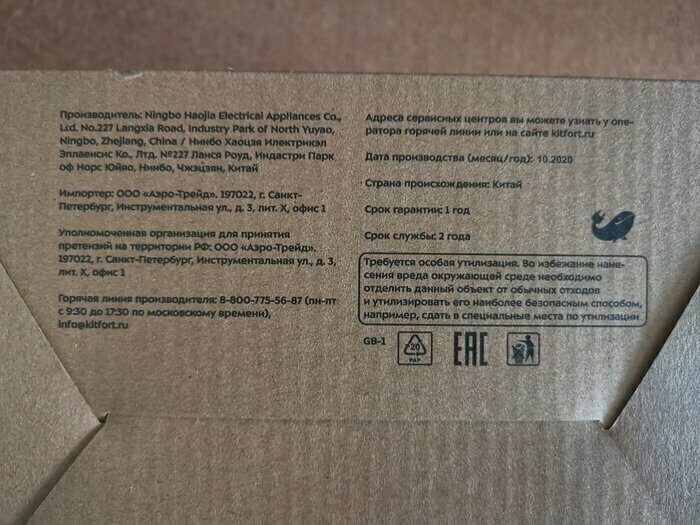 Производитель: Ningbo Haojia Electrical Appliances Co.,
Ltd. No.227 Langxia Road, Industry Park of North Yuyao,
Ningbo, Zhejiang, China / Нинбо Хаоцзя Илектрикэл
Эплаенсис Ко., Лтд. №227 Ланся Роуд, Индастри Парк
оф Норс Юйяо, Нинбо, Чжэцзян, Китай
Импортер: ООО «Аэро-Трейд». 197022, г. Санкт-
Петербург, Инструментальная ул., д. 3, лит. Х, офис 1
Уполномоченная организация для принятия
претензий на территории РФ: ООО «Аэро-Трейд».
197022, г. Санкт-Петербург, Инструментальная ул., д. 3,
лит. Х, офис 1
Горячая линия производителя: 8-800-775-56-87 (пн-пт
с 9:30 до 17:30 по московскому времени),
info@kitfort.ru
Адреса сервисных центров вы можете узнать у опе-
ратора горячей линии или на сайте kitfort.ru
Дата производства (месяц/год): 10.2020
Страна происхождения: Китай
Срок гарантии: 1 год
Срок службы: 2 года
Требуется особая утилизация. Во избежание нане-
сения вреда окружающей среде необходимо
отделить данный объект от обычных отходов
и утилизировать его наиболее безопасным способом,
например, сдать в специальные места по утилизации
GB-1
20
PAP
EAC